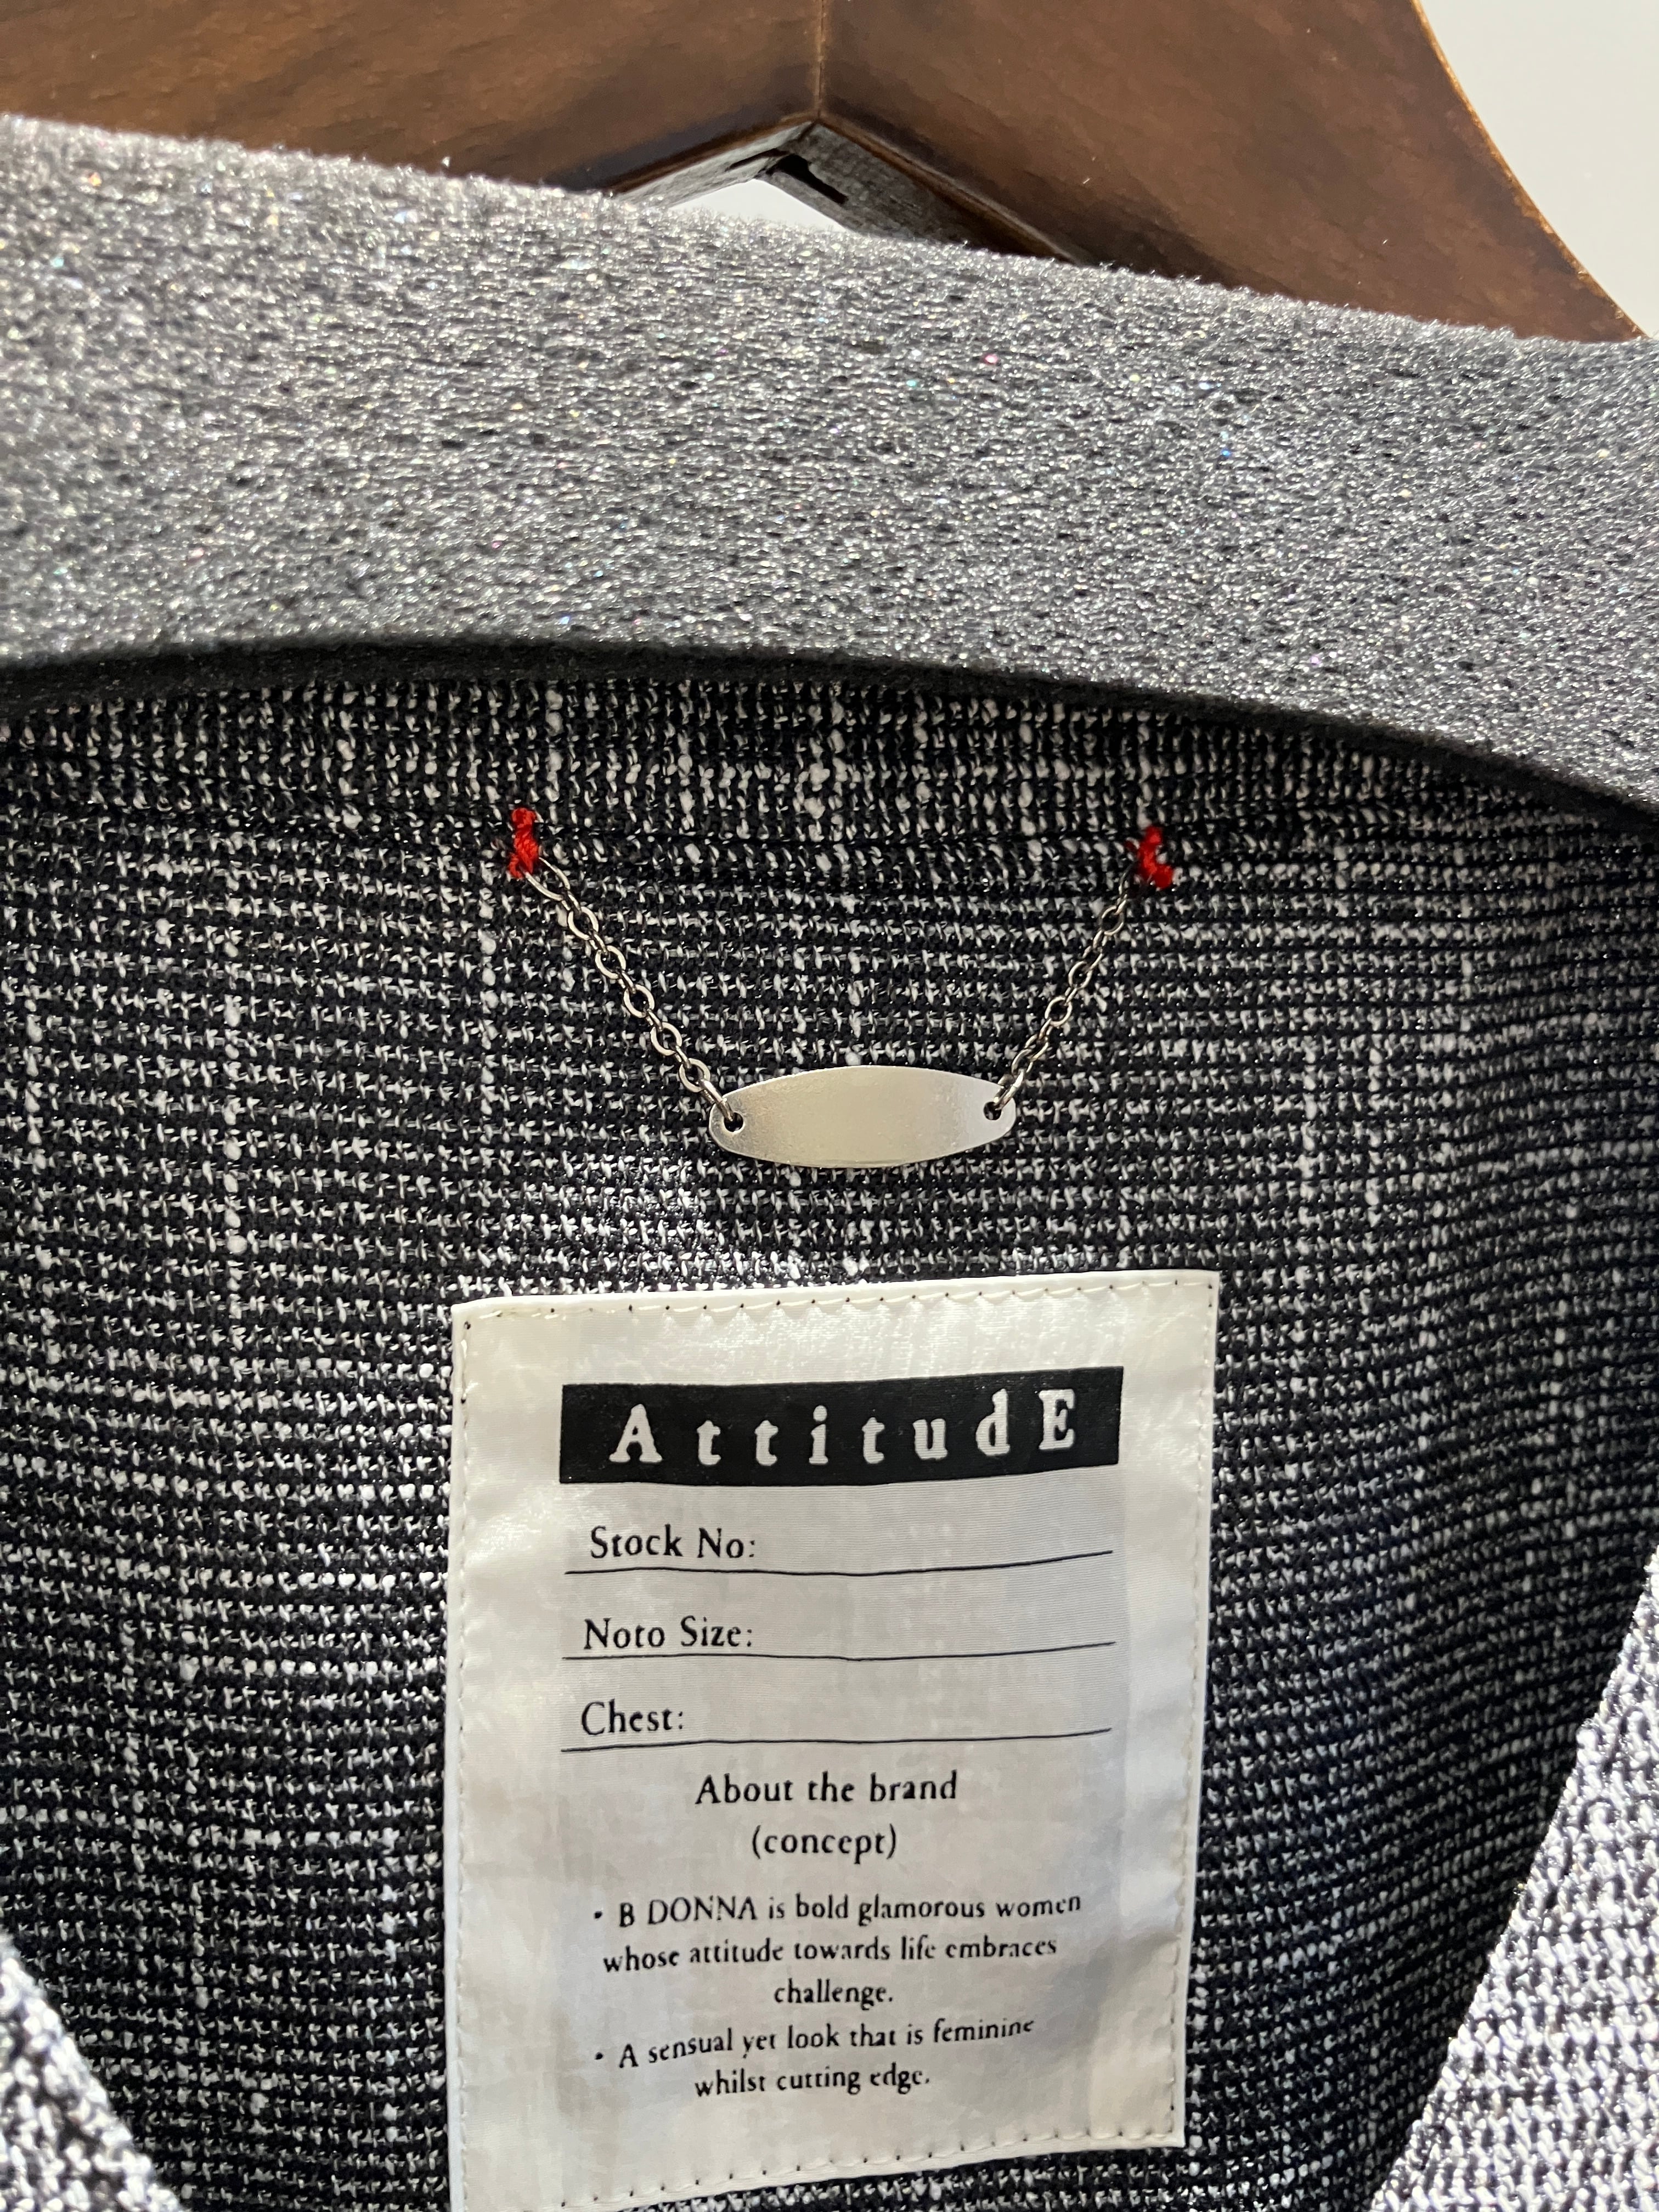 AttitudE
Stock No:
Noto Size:
Chest:
About the brand
(concept)
• B DONNA is bold glamorous women
whose attitude towards life embraces
challenge.
• A sensual yet look that is feminine
whilst cutting edge.